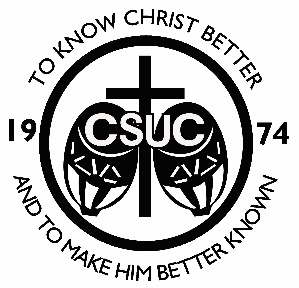 TO KNOW CHRIST BETTER
19 74
CSUC
AND TO MAKE HIM BETTER KNOWN